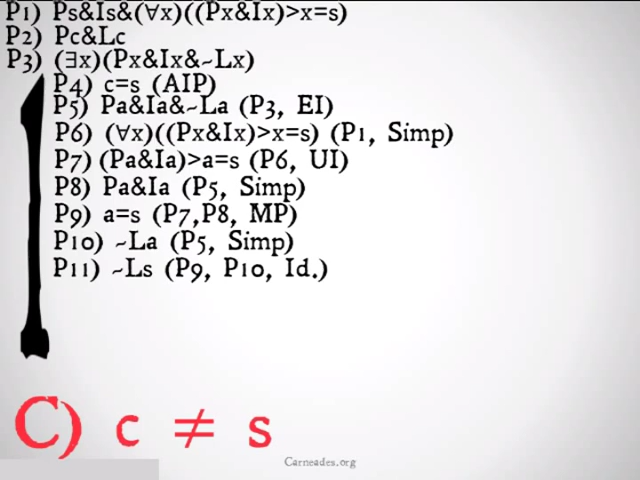 P1) Ps&Is&(∀x)((Px&Ix)>x=s)
P2) Pc&Lc
P3) (∃x)(Px&Ix&~Lx)
P4) c=s (AIP)
P5) Pa&Ia&~La (P3, EI)
P6) (∀x)((Px&Ix)>x=s) (P1, Simp)
P7) (Pa&Ia)>a=s (P6, UI)
P8) Pa&Ia (P5, Simp)
P9) a=s (P7,P8, MP)
P10) ~La (P5, Simp)
P11) ~Ls (P9, P10, Id.)
C) c ≠ s
Carneades.org